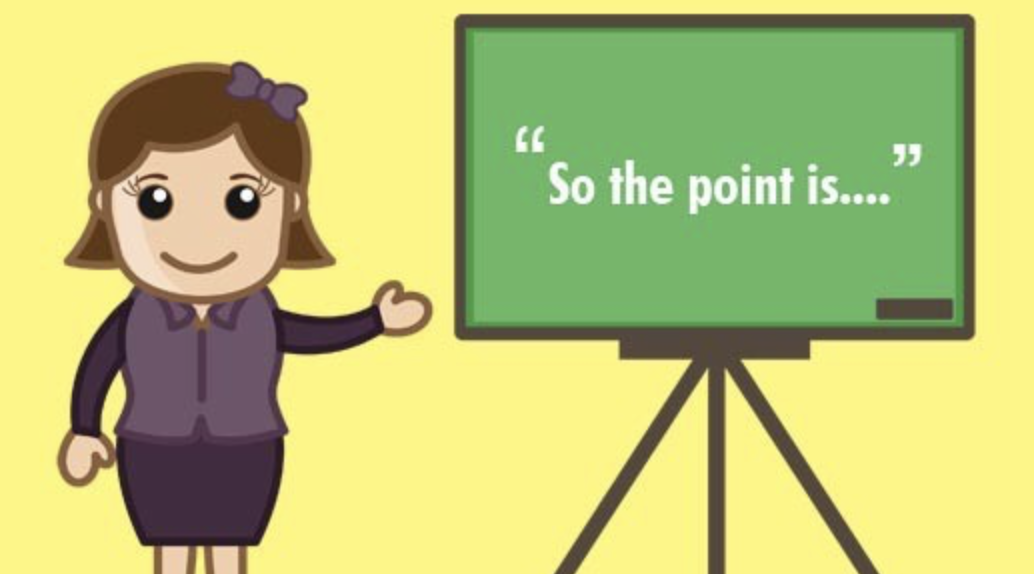 “So the point is....”